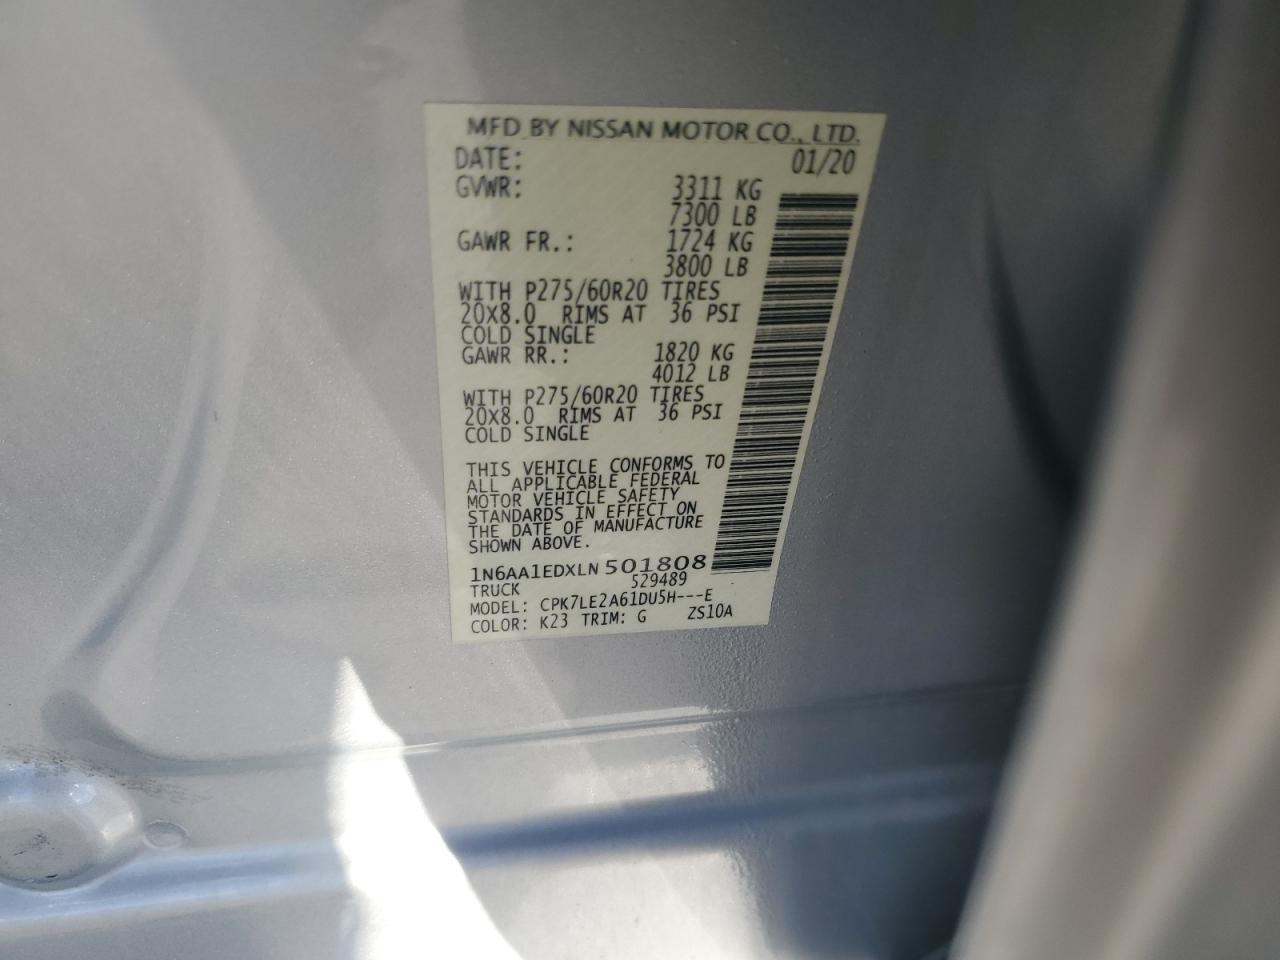 MFD BY NISSAN MOTOR CO., LTD.
DATE: 01/20
GVWR: 3311 KG
7300 LB
GAWR FR.: 1724 KG
3800 LB
WITH P275/60R20 TIRES
20X8.0 RIMS AT 36 PSI
COLD SINGLE
GAWR RR.: 1820 KG
4012 LB
WITH P275/60R20 TIRES
20X8.0 RIMS AT 36 PSI
COLD SINGLE
THIS VEHICLE CONFORMS TO
ALL APPLICABLE FEDERAL
MOTOR VEHICLE SAFETY
STANDARDS IN EFFECT ON
THE DATE OF MANUFACTURE
SHOWN ABOVE.
1N6AA1EDXLN501808
TRUCK 529489
MODEL: CPK7LE2A61DU5H---E
COLOR: K23 TRIM: G ZS10A